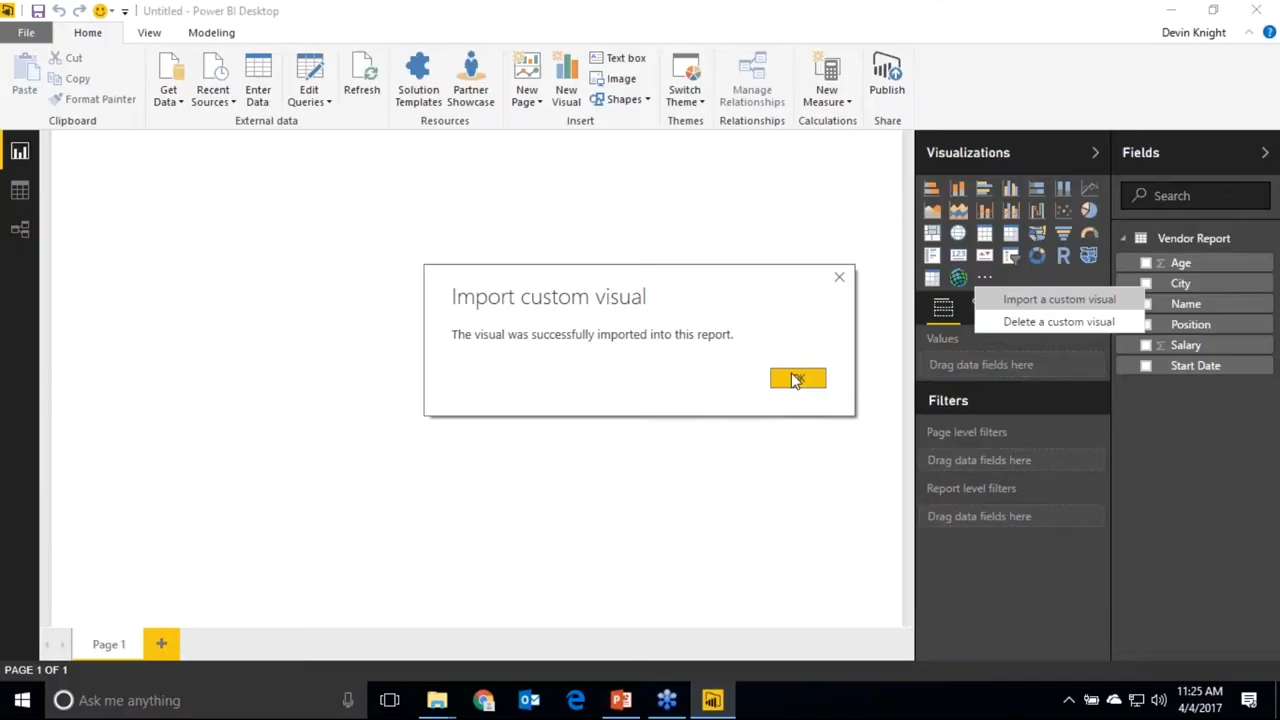 Untitled - Power BI Desktop
File
Home
View
Modeling
Devin Knight
Paste
Cut
Copy
Format Painter
Clipboard
Get Data
Recent Sources
Enter Data
Edit Queries
Refresh
External data
Solution Templates
Partner Showcase
Resources
New Page
New Visual
Text box
Image
Shapes
Insert
Switch Theme
Themes
Manage Relationships
Relationships
New Measure
Calculations
Publish
Share
Import custom visual
The visual was successfully imported into this report.
Visualizations
123
R
Import a custom visual
Delete a custom visual
Values
Drag data fields here
Filters
Page level filters
Drag data fields here
Report level filters
Drag data fields here
Fields
Search
Vendor Report
Σ Age
City
Name
Position
Σ Salary
Start Date
Page 1
PAGE 1 OF 1
Ask me anything
11:25 AM
4/4/2017